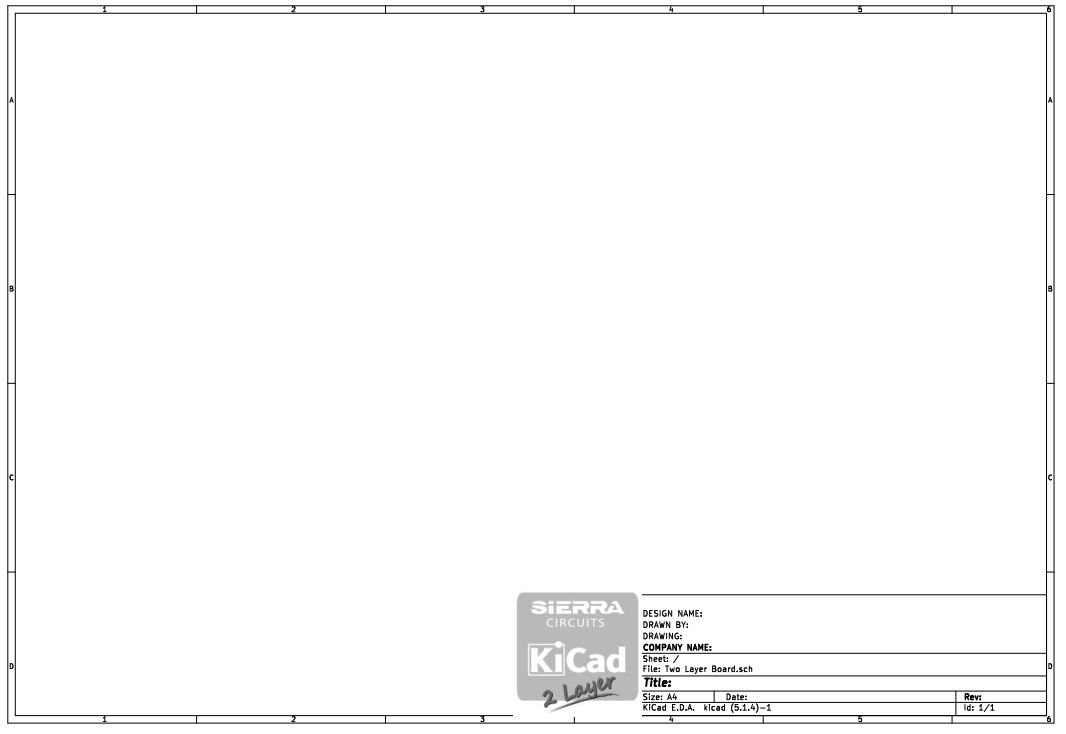 1 2 3 4 5 6
A A
B B
C C
SIERRA
CIRCUITS
KiCad
2 Layer
DESIGN NAME:
DRAWN BY:
DRAWING:
COMPANY NAME:
Sheet: /
File: Two Layer Board.sch
D D
Title:
Size: A4 Date: Rev:
KiCad E.D.A. kicad (5.1.4)-1 Id: 1/1
1 2 3 4 5 6